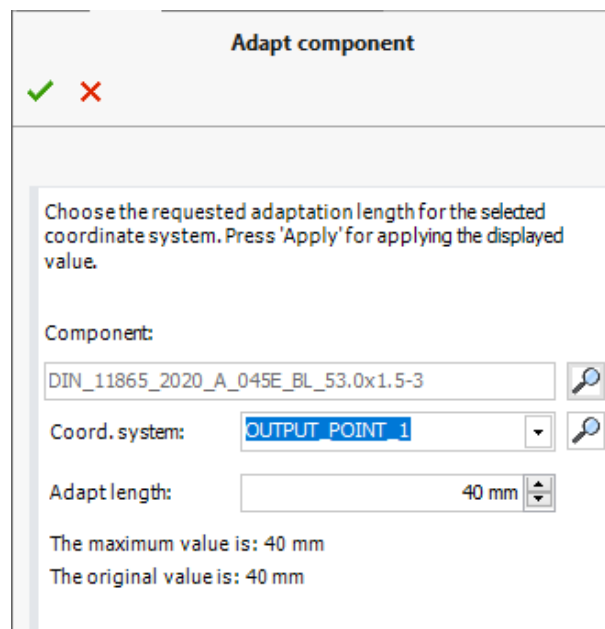 Adapt component
Choose the requested adaptation length for the selected
coordinate system. Press 'Apply' for applying the displayed
value.
Component:
DIN_11865_2020_A_045E_BL_53.0x1.5-3
Coord. system: OUTPUT_POINT_1
Adapt length: 40 mm
The maximum value is: 40 mm
The original value is: 40 mm